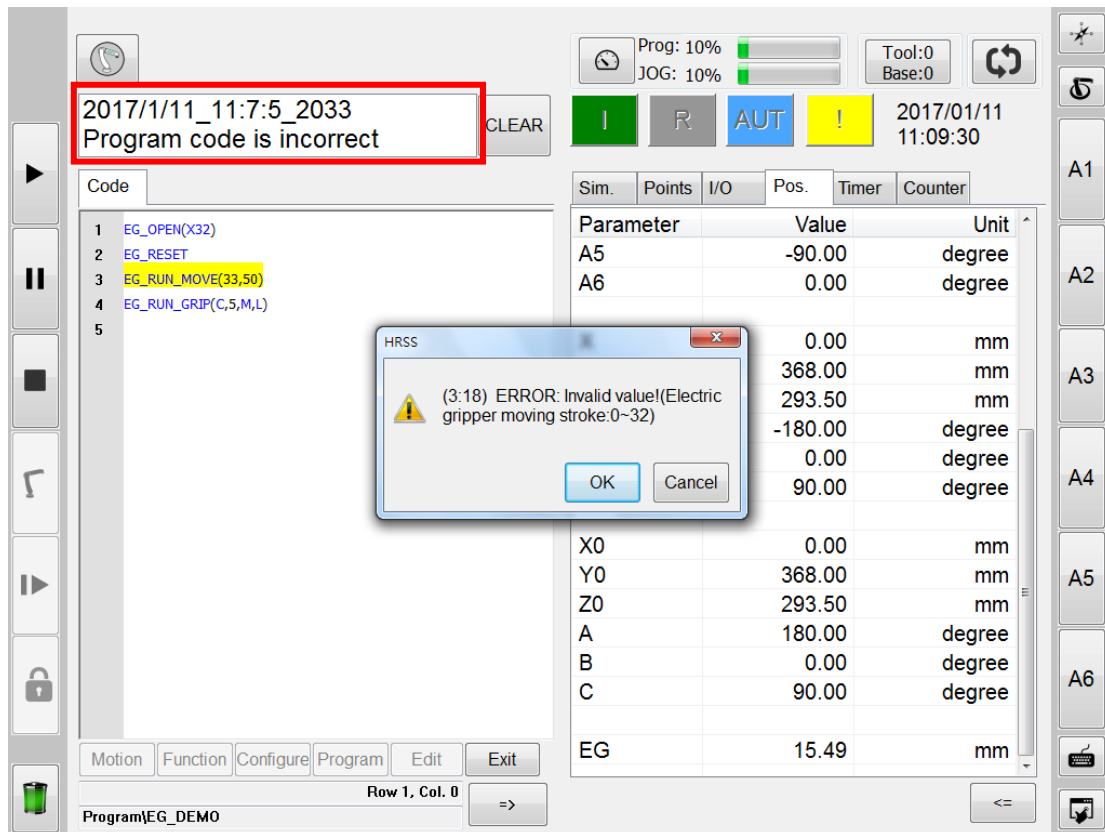 Prog: 10%
JOG: 10%
Tool:0
Base:0
2017/1/11_11:7:5_2033
Program code is incorrect
CLEAR
I
R
AUT
!
2017/01/11
11:09:30
Code
1 EG_OPEN(X32)
2 EG_RESET
3 EG_RUN_MOVE(33,50)
4 EG_RUN_GRIP(C,5,M,L)
5
Sim. Points I/O Pos. Timer Counter
Parameter Value Unit
A5 -90.00 degree
A6 0.00 degree
X 0.00 mm
368.00 mm
293.50 mm
-180.00 degree
0.00 degree
90.00 degree
X0 0.00 mm
Y0 368.00 mm
Z0 293.50 mm
A 180.00 degree
B 0.00 degree
C 90.00 degree
EG 15.49 mm
HRSS
(3:18) ERROR: Invalid value!(Electric
gripper moving stroke:0~32)
OK Cancel
Motion Function Configure Program Edit Exit
Row 1, Col. 0
Program\EG_DEMO
=>
<=
A1
A2
A3
A4
A5
A6